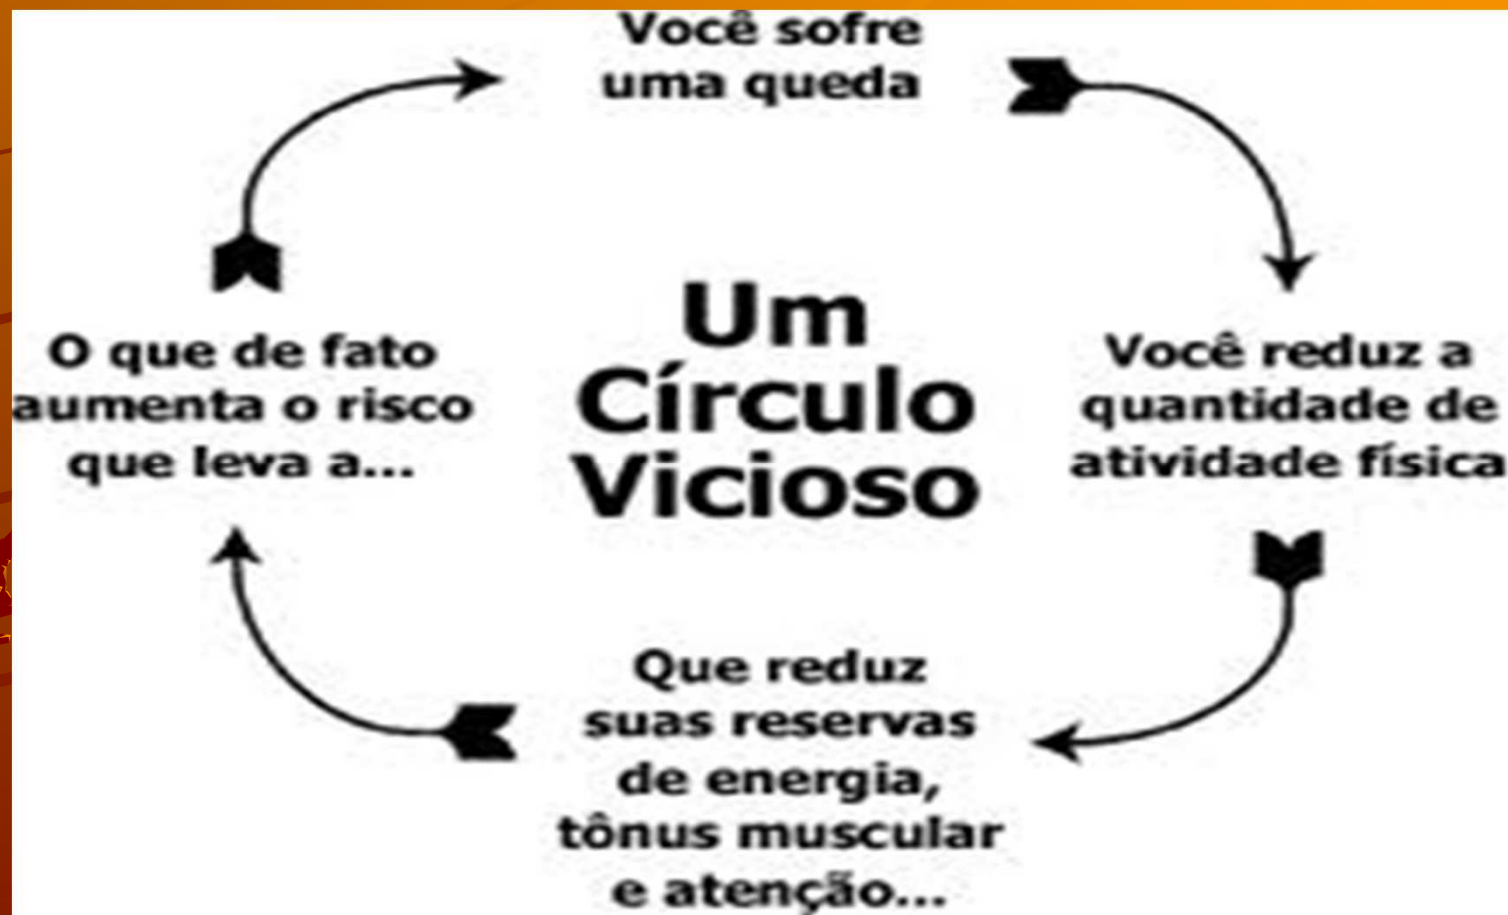 Você sofre
uma queda
Você reduz a
quantidade de
atividade física
Que reduz
suas reservas
de energia,
tônus muscular
e atenção...
O que de fato
aumenta o risco
que leva a...
Um
Círculo
Vicioso